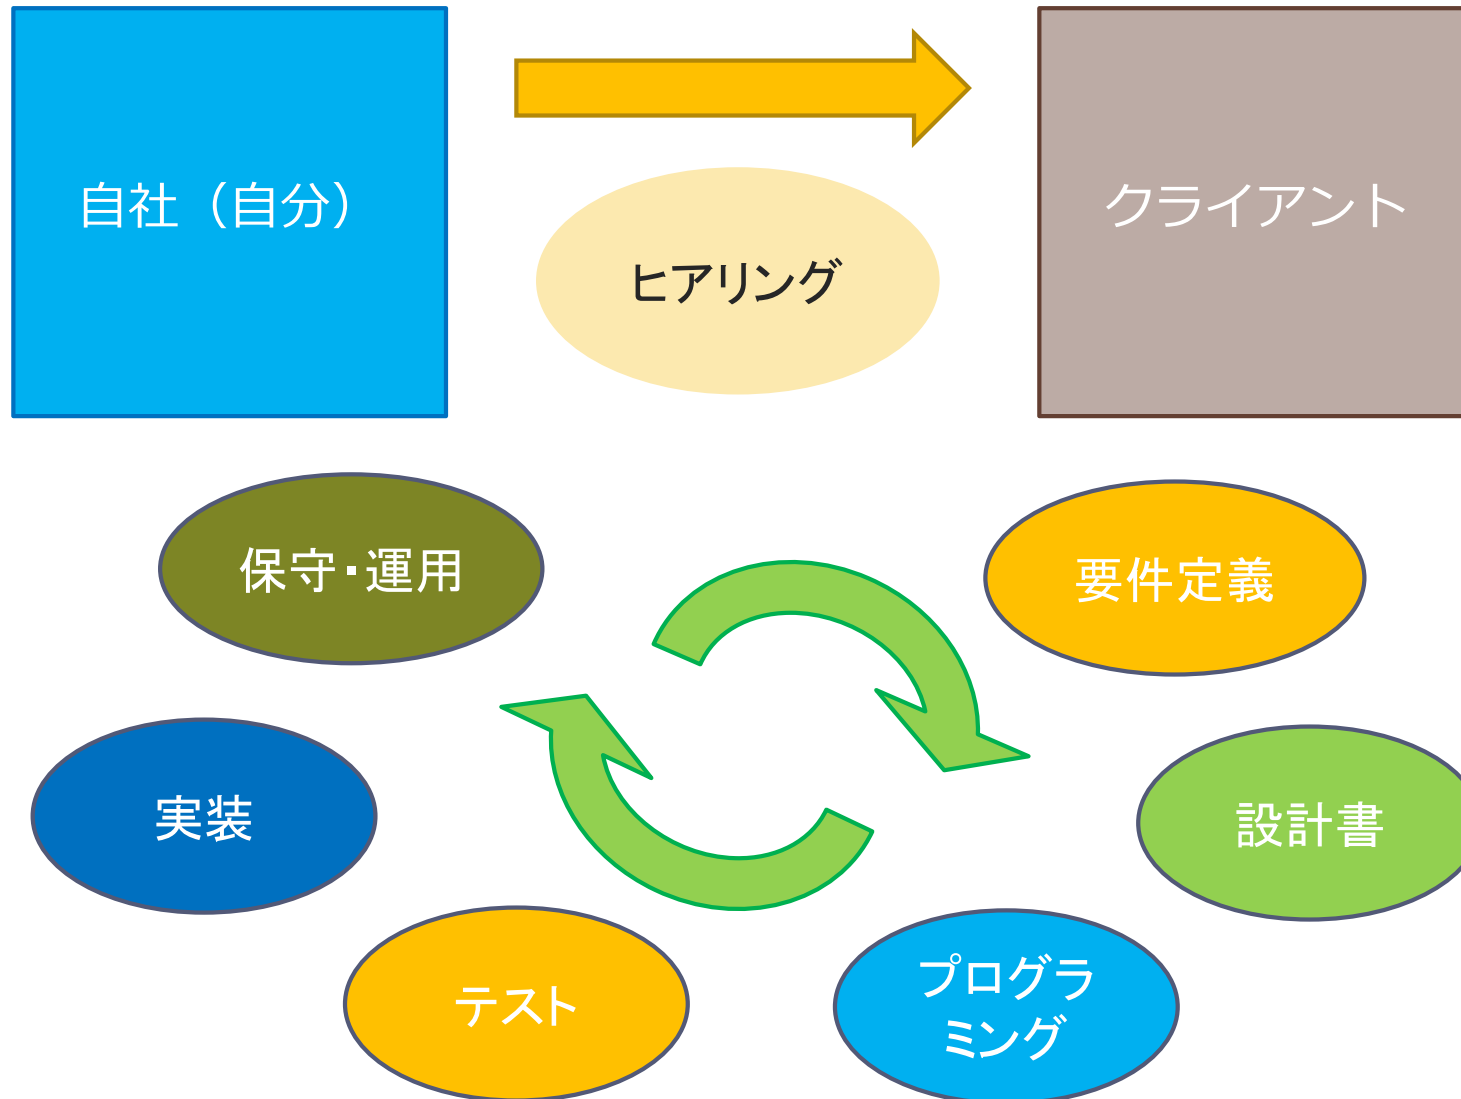 自社（自分）
ヒアリング
クライアント
保守・運用
要件定義
実装
設計書
テスト
プログラ
ミング